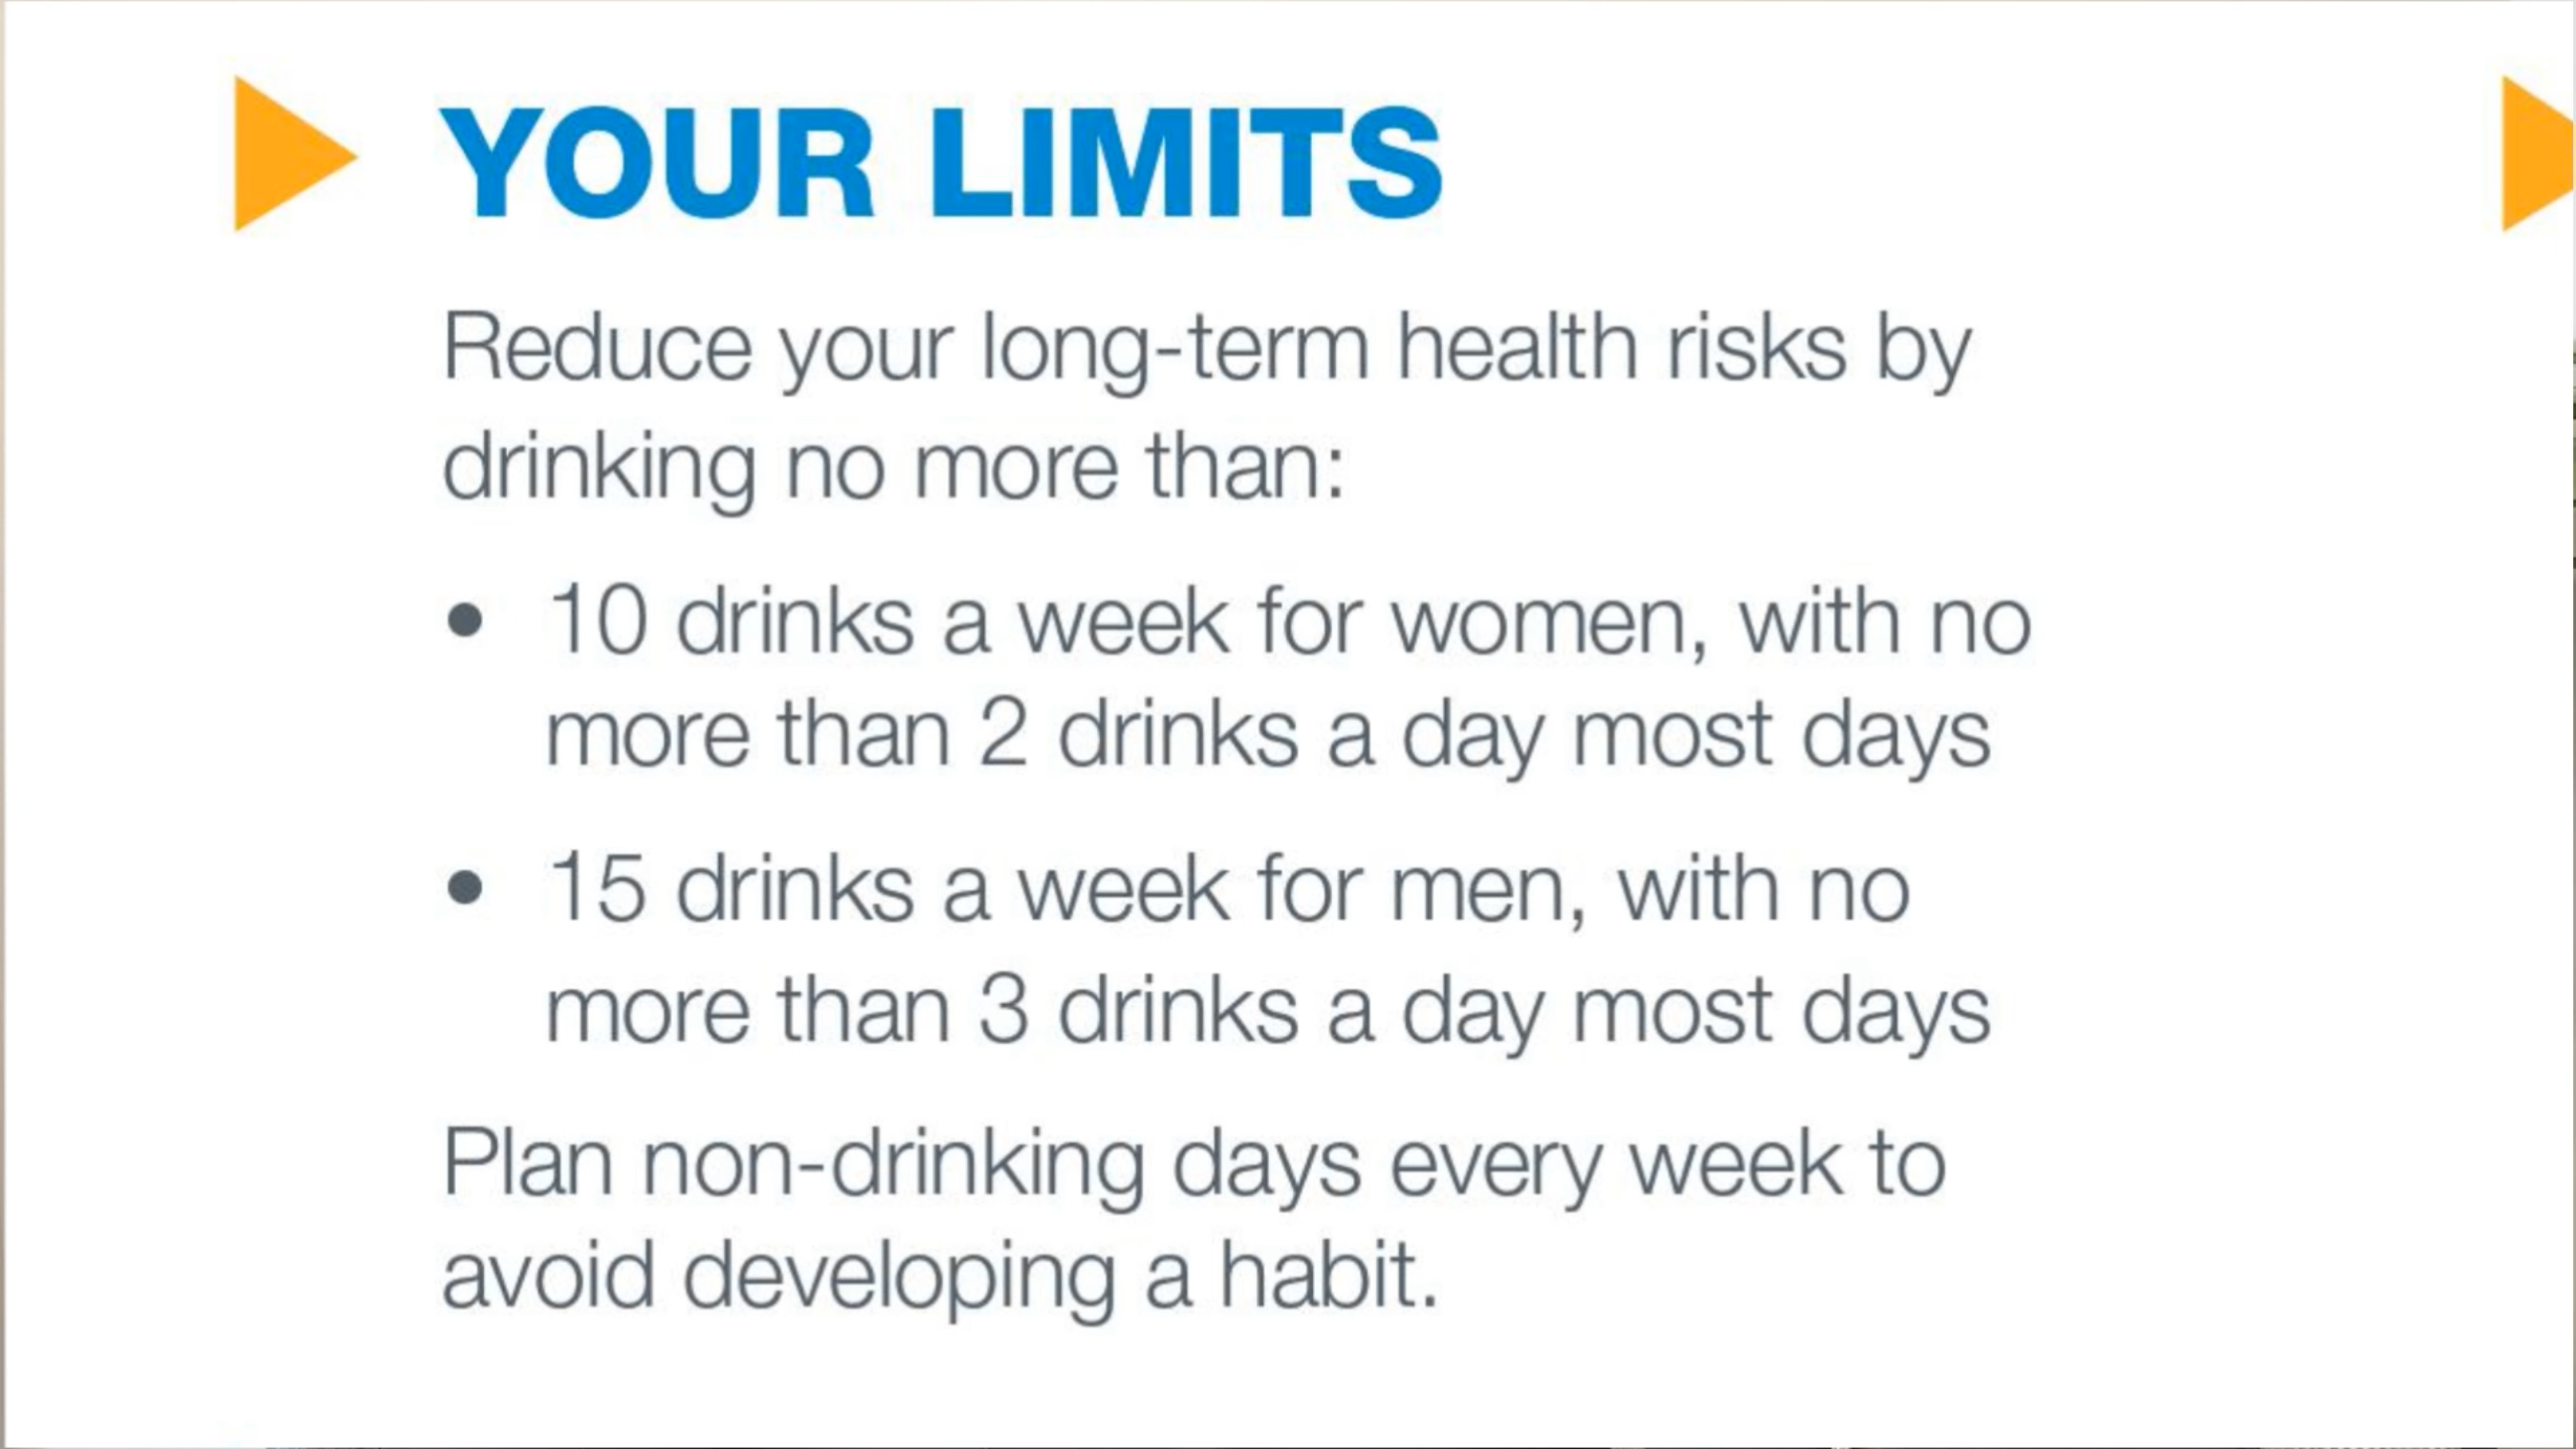 YOUR LIMITS
Reduce your long-term health risks by
drinking no more than:
• 10 drinks a week for women, with no
more than 2 drinks a day most days
• 15 drinks a week for men, with no
more than 3 drinks a day most days
Plan non-drinking days every week to
avoid developing a habit.